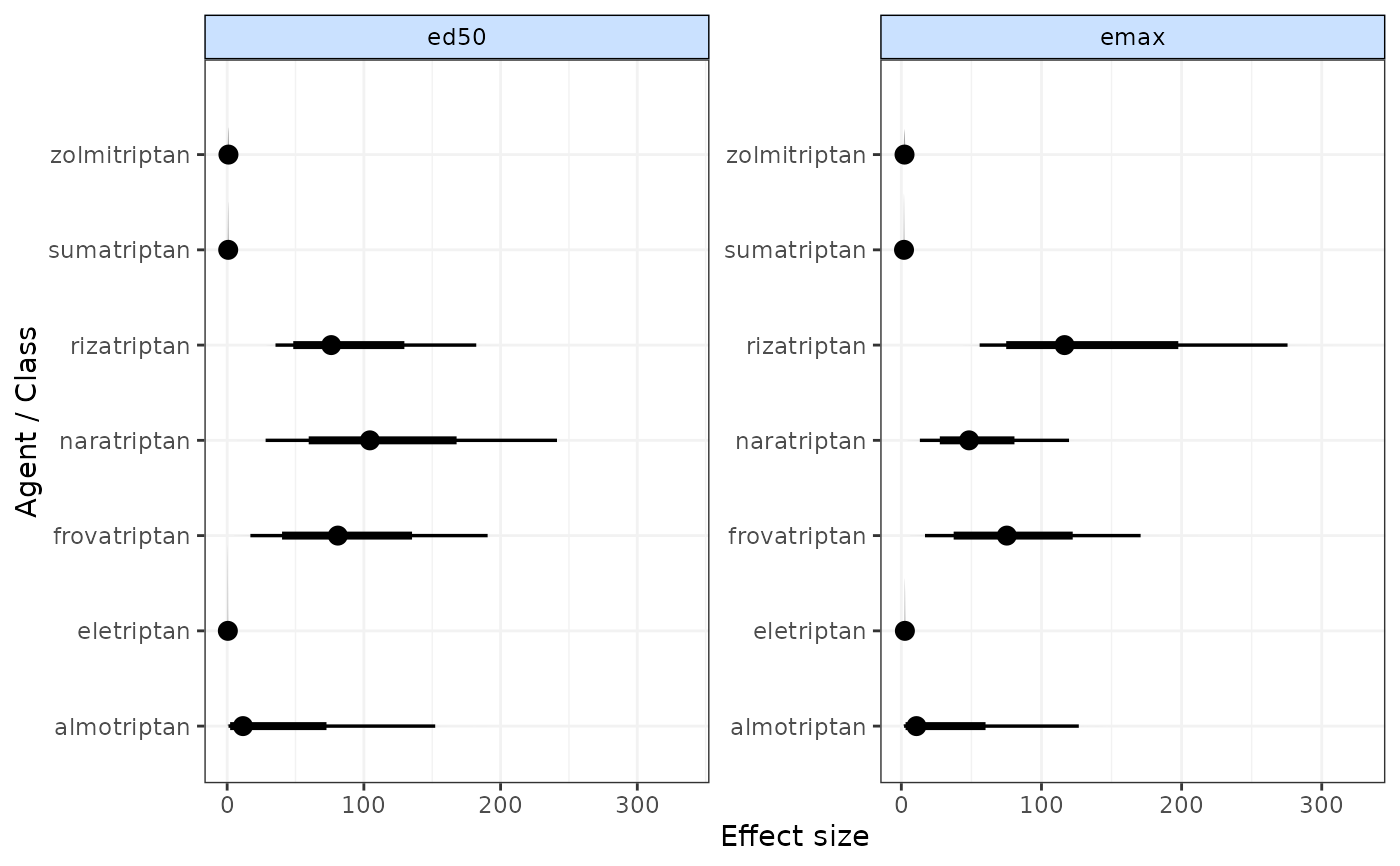 ed50
emax
zolmitriptan
sumatriptan
rizatriptan
naratriptan
frovatriptan
eletriptan
almotriptan
zolmitriptan
sumatriptan
rizatriptan
naratriptan
frovatriptan
eletriptan
almotriptan
Agent / Class
0 100 200 300
0 100 200 300
Effect size